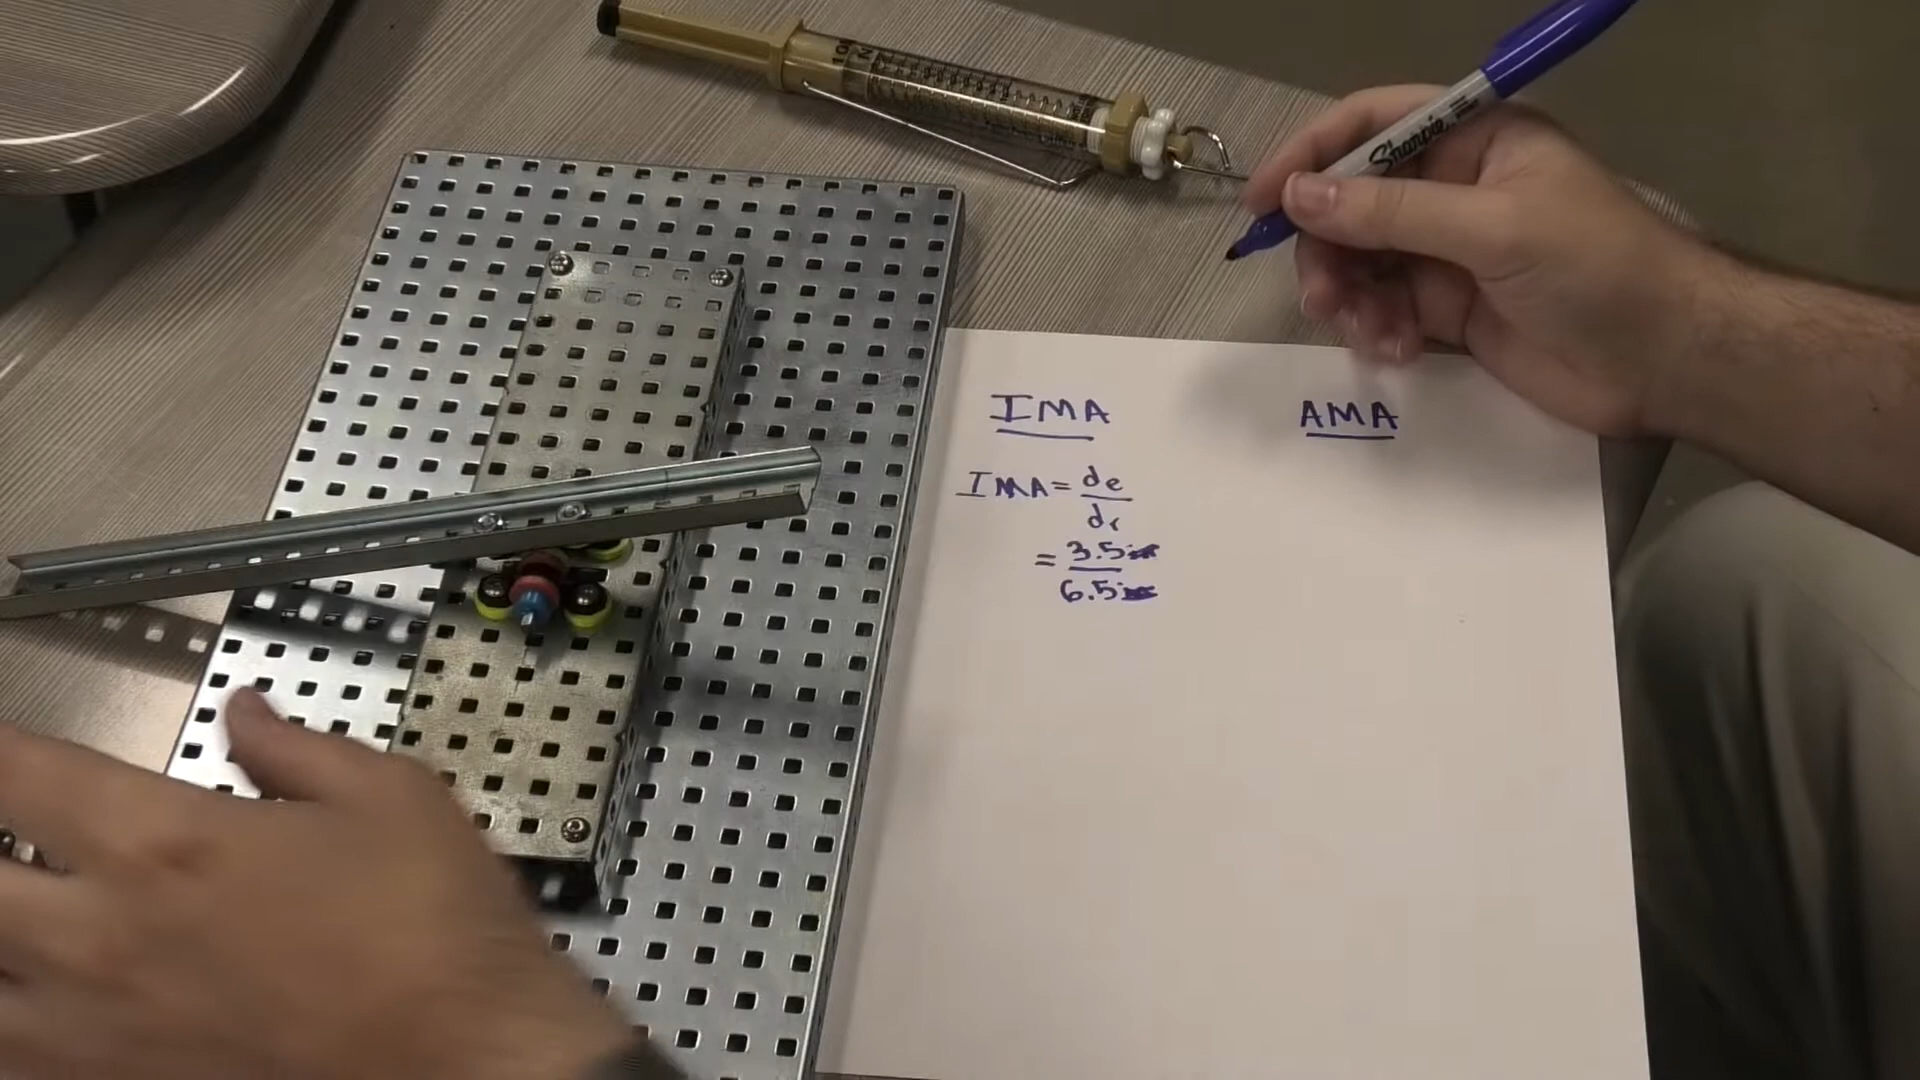 Sharpie
IMA
AMA
IMA = de
dr
= 3.5
6.5